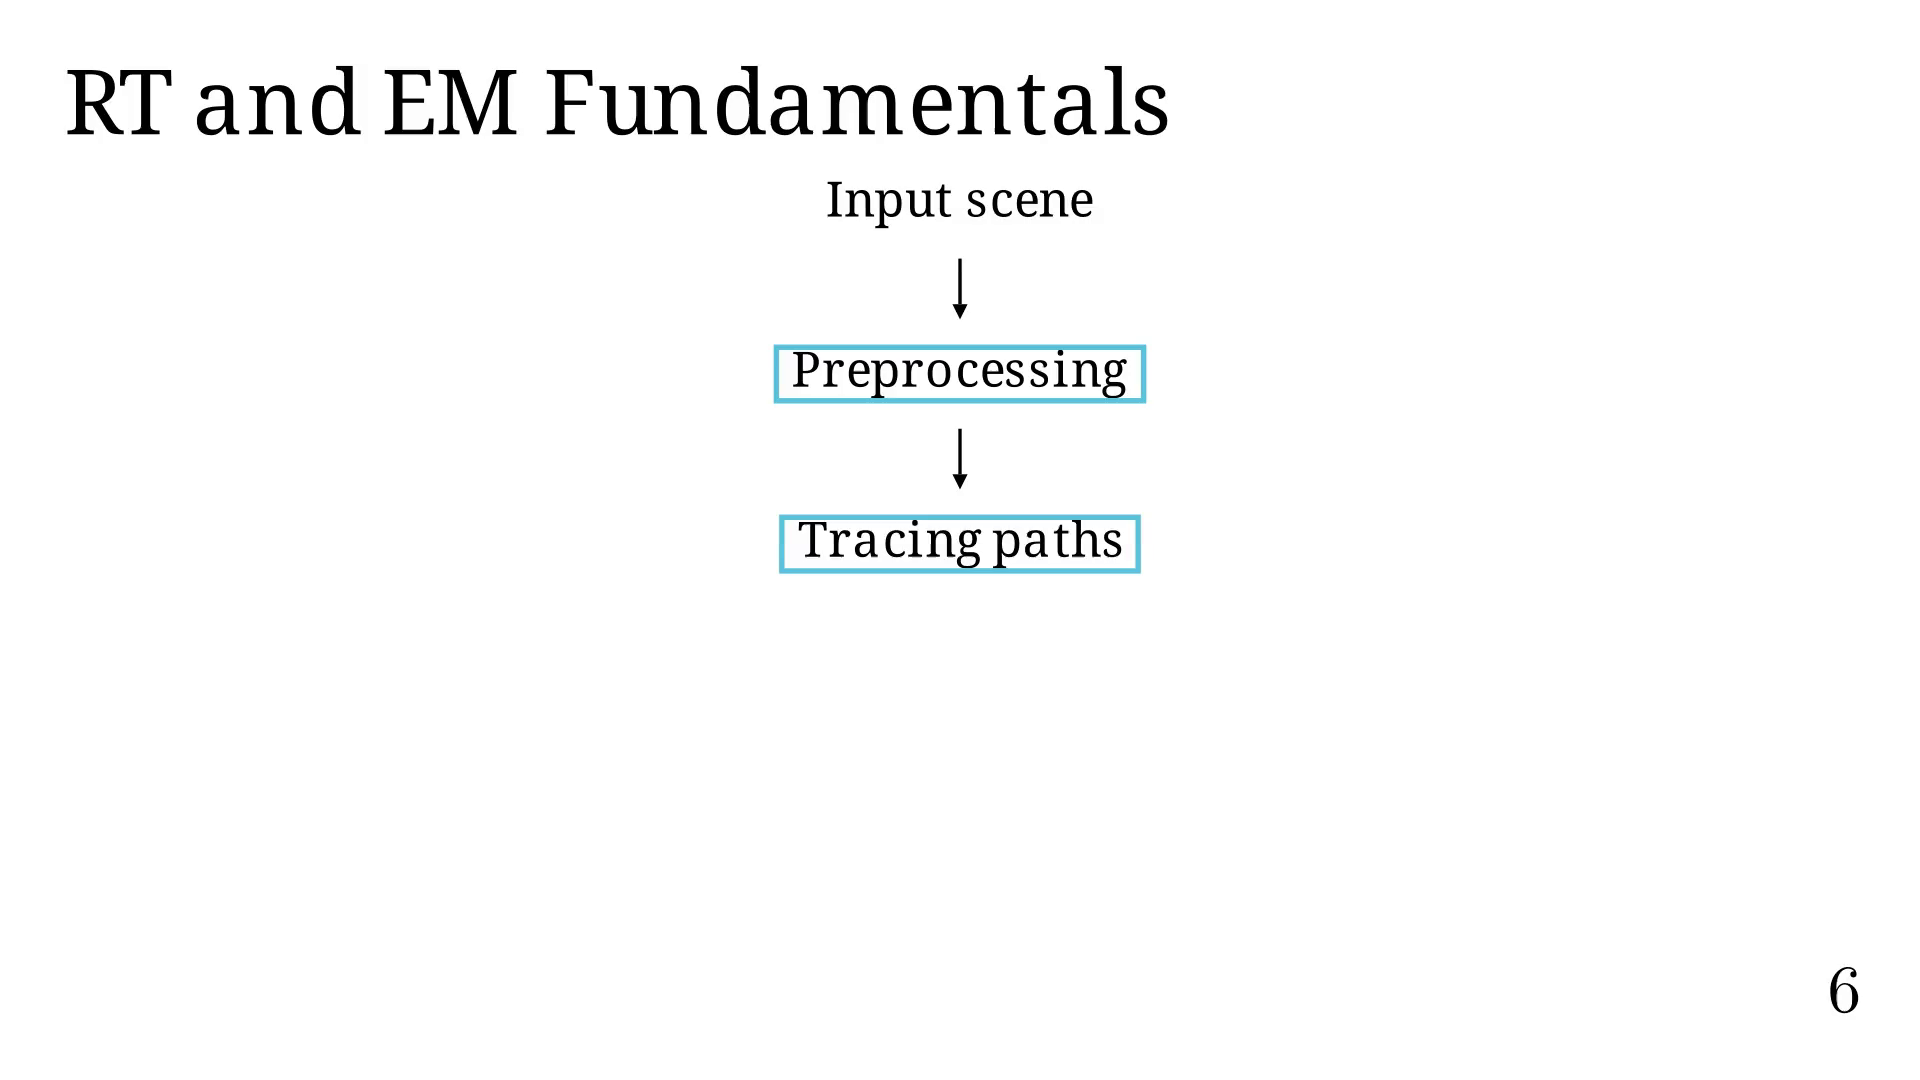 RT and EM Fundamentals
Input scene
Preprocessing
Tracing paths
6